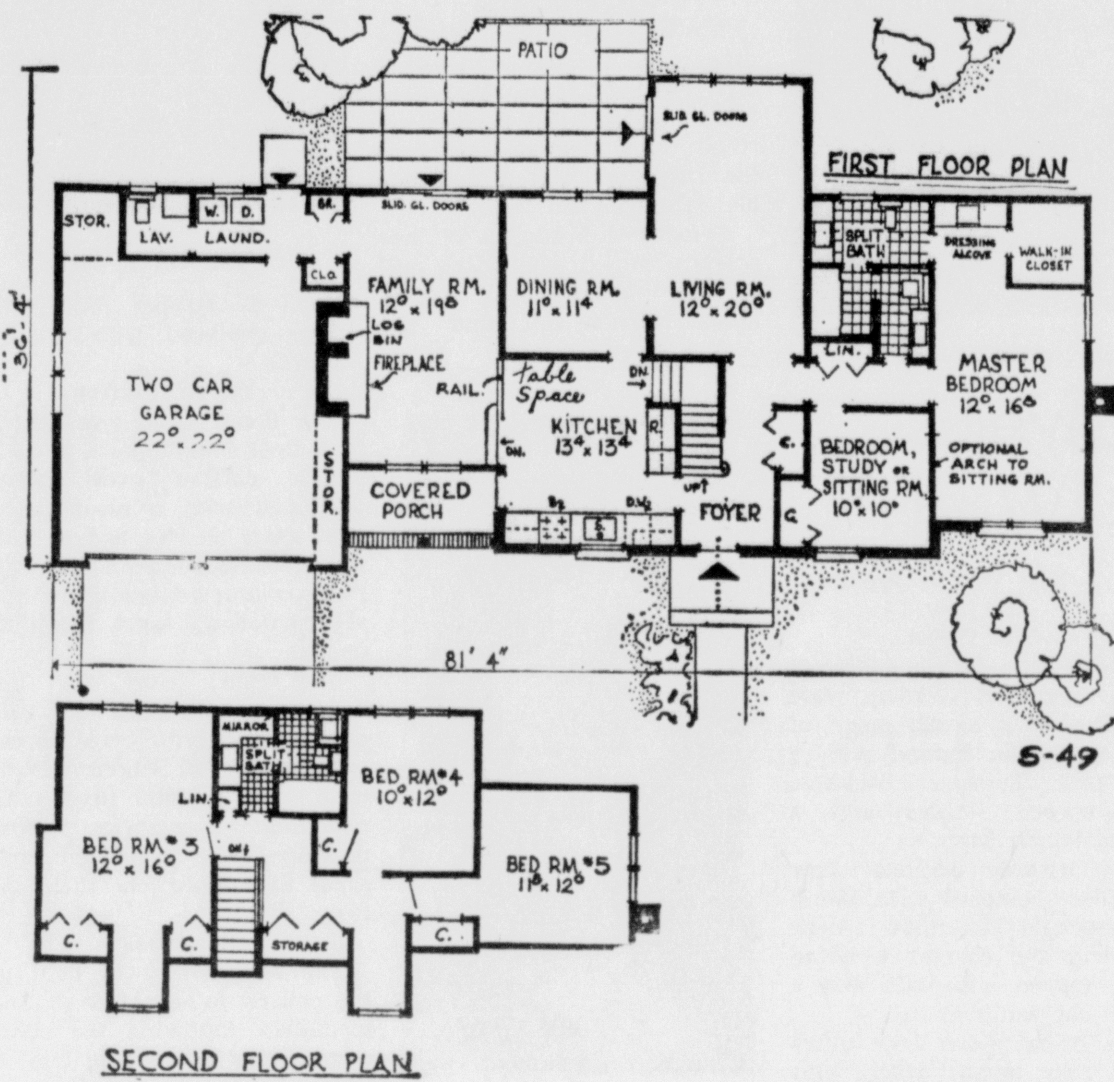 PATIO
SLID. GL. DOORS
FIRST FLOOR PLAN
STOR.
LAV.
W.
D.
LAUND.
BR.
SLID. GL. DOORS
CLO.
FAMILY RM.
12⁰ x 19⁸
LOG
BIN
FIREPLACE
RAIL.
DINING RM.
11⁰ x 11⁴
LIVING RM.
12⁰ x 20⁰
SPLIT
BATH
DRESSING
ALCOVE
WALK-IN
CLOSET
LIN.
36'-4"
TWO CAR
GARAGE
22⁰ x 22⁰
STOR.
Table
Space
KITCHEN
13⁴ x 13⁴
DN.
DN.
R.
UP
C.
C.
MASTER
BEDROOM
12⁰ x 16⁸
BEDROOM,
STUDY OR
SITTING RM.
10⁰ x 10⁰
OPTIONAL
ARCH TO
SITTING RM.
COVERED
PORCH
D.W.
S
FOYER
81' 4"
S-49
MIRROR
SPLIT
BATH
LIN.
BED RM #4
10⁰ x 12⁰
BED RM #3
12⁰ x 16⁰
DN
C.
BED RM #5
11⁸ x 12⁰
C.
C.
STORAGE
C.
SECOND FLOOR PLAN